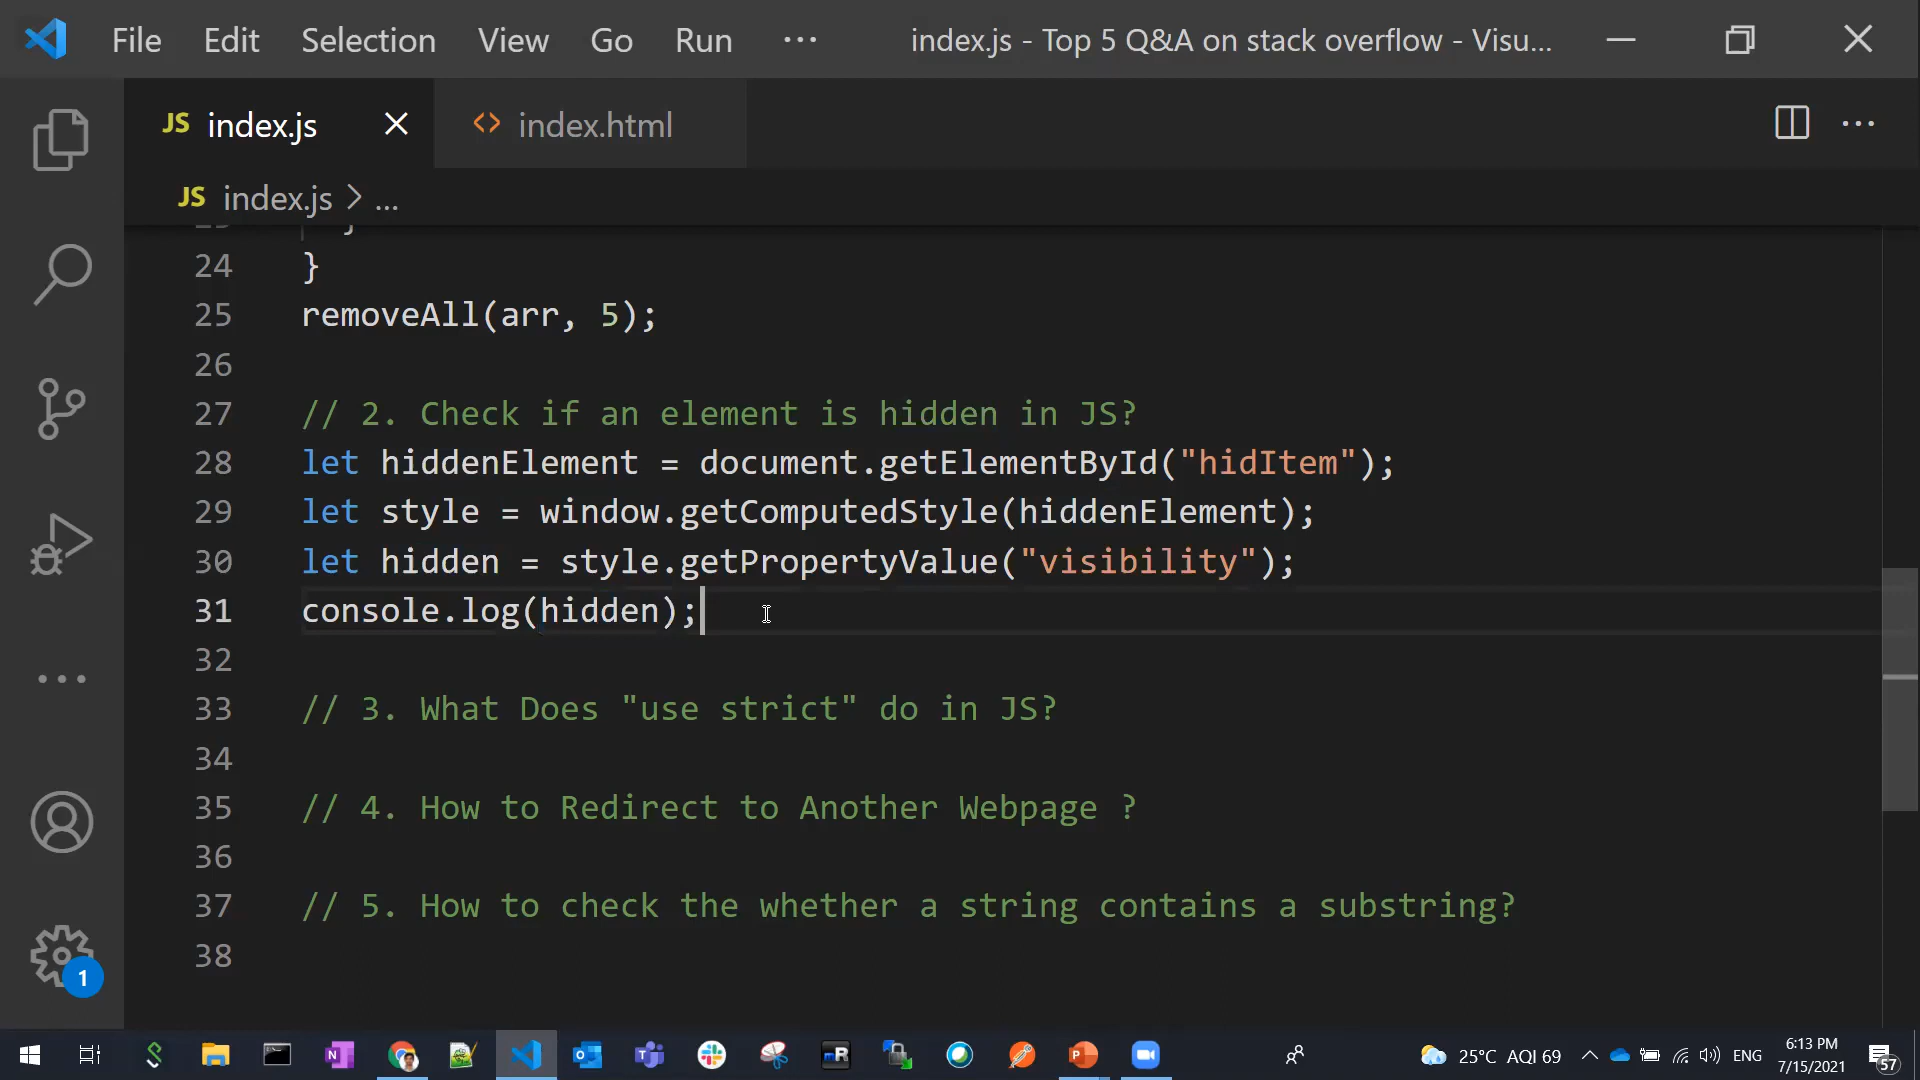 File Edit Selection View Go Run ··· index.js - Top 5 Q&A on stack overflow - Visu...
JS index.js <> index.html ···
JS index.js > ...
}
24 }
25 removeAll(arr, 5);
26
27 // 2. Check if an element is hidden in JS?
28 let hiddenElement = document.getElementById("hidItem");
29 let style = window.getComputedStyle(hiddenElement);
30 let hidden = style.getPropertyValue("visibility");
31 console.log(hidden);
32
33 // 3. What Does "use strict" do in JS?
34
35 // 4. How to Redirect to Another Webpage ?
36
37 // 5. How to check the whether a string contains a substring?
38
1
25°C AQI 69 ENG 6:13 PM
7/15/2021
57